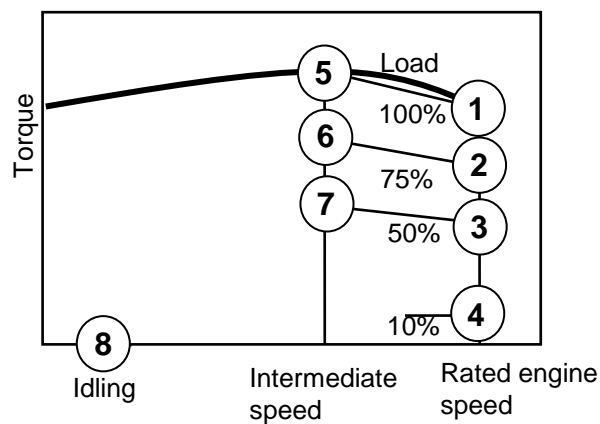 Torque
Load
5
100%
1
6
75%
2
7
50%
3
10%
4
8
Idling
Intermediate
speed
Rated engine
speed